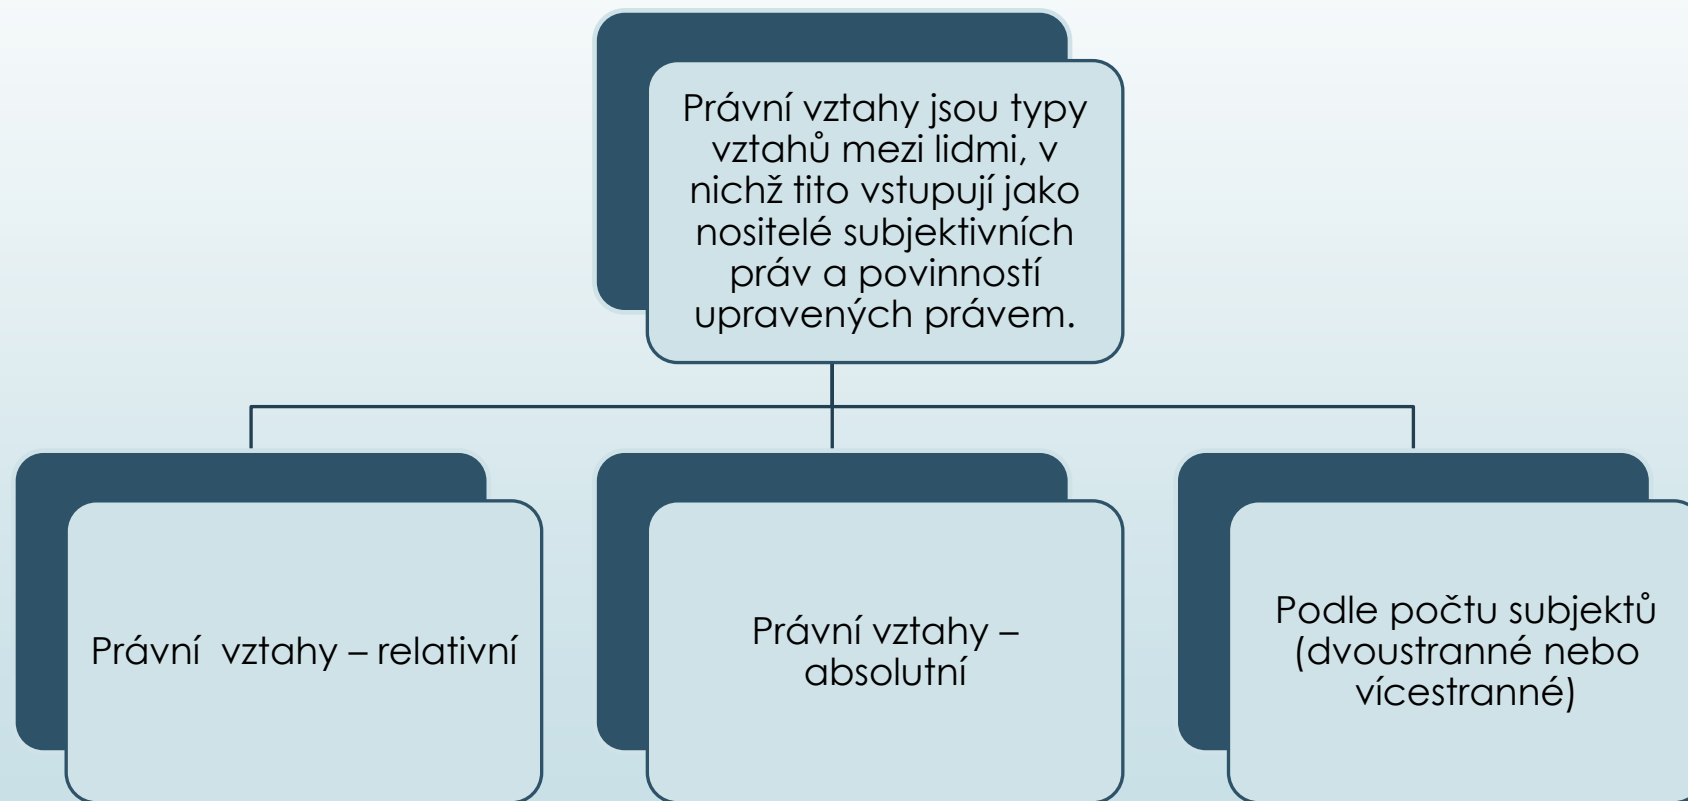 Právní vztahy jsou typy
vztahů mezi lidmi, v
nichž tito vstupují jako
nositelé subjektivních
práv a povinností
upravených právem.
Právní  vztahy – relativní
Právní vztahy –
absolutní
Podle počtu subjektů
(dvoustranné nebo
vícestranné)